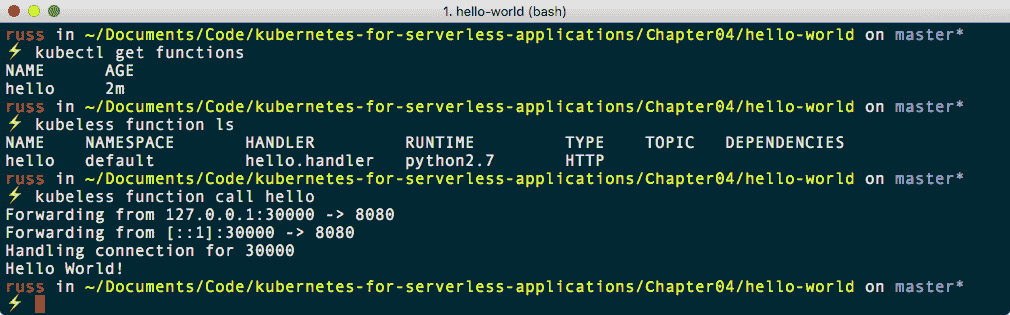 1. hello-world (bash)
russ in ~/Documents/Code/kubernetes-for-serverless-applications/Chapter04/hello-world on master*
⚡ kubectl get functions
NAME AGE
hello 2m
russ in ~/Documents/Code/kubernetes-for-serverless-applications/Chapter04/hello-world on master*
⚡ kubeless function ls
NAME NAMESPACE HANDLER RUNTIME TYPE TOPIC DEPENDENCIES
hello default hello.handler python2.7 HTTP
russ in ~/Documents/Code/kubernetes-for-serverless-applications/Chapter04/hello-world on master*
⚡ kubeless function call hello
Forwarding from 127.0.0.1:30000 -> 8080
Forwarding from [::1]:30000 -> 8080
Handling connection for 30000
Hello World!
russ in ~/Documents/Code/kubernetes-for-serverless-applications/Chapter04/hello-world on master*
⚡